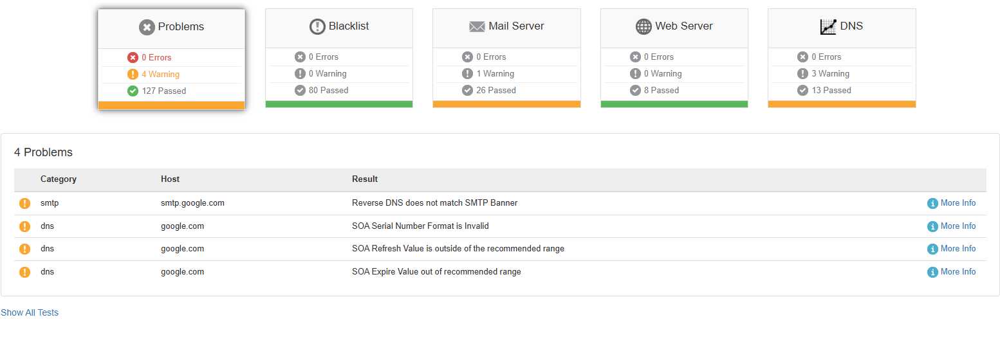 Problems
0 Errors
4 Warning
127 Passed
Blacklist
0 Errors
0 Warning
80 Passed
Mail Server
0 Errors
1 Warning
26 Passed
Web Server
0 Errors
0 Warning
8 Passed
DNS
0 Errors
3 Warning
13 Passed
4 Problems
Category Host Result
smtp smtp.google.com Reverse DNS does not match SMTP Banner More Info
dns google.com SOA Serial Number Format is Invalid More Info
dns google.com SOA Refresh Value is outside of the recommended range More Info
dns google.com SOA Expire Value out of recommended range More Info
Show All Tests